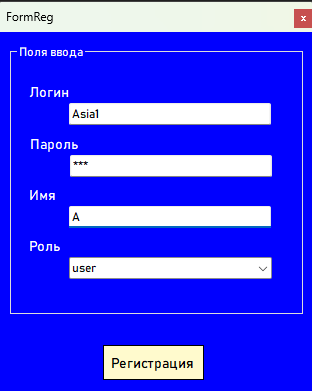 FormReg
x
Поля ввода
Логин
Asia1
Пароль
***
Имя
A
Роль
user
Регистрация